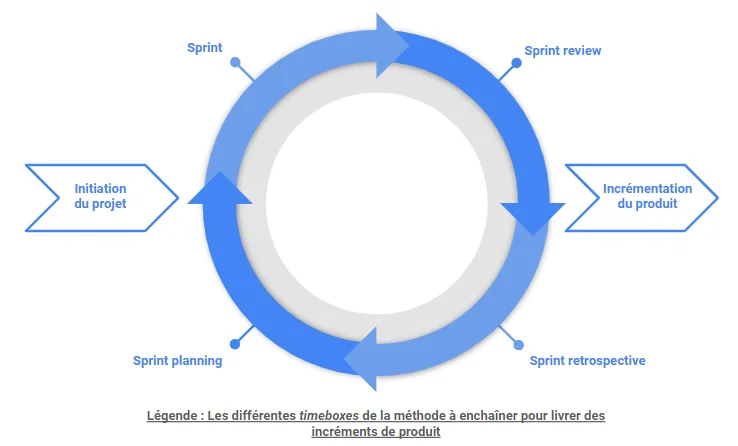 Sprint
Sprint review
Initiation
du projet
Incrémentation
du produit
Sprint planning
Sprint retrospective
Légende : Les différentes timeboxes de la méthode à enchaîner pour livrer des
incréments de produit